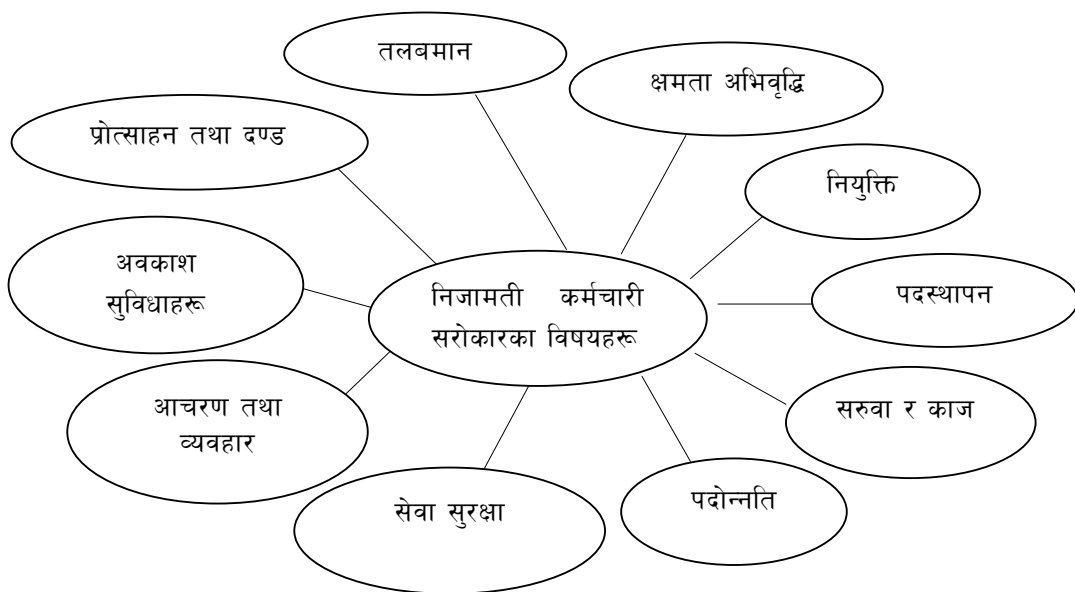 तलबमान
क्षमता अभिवृद्धि
प्रोत्साहन तथा दण्ड
नियुक्ति
अवकाश
सुविधाहरू
निजामती कर्मचारी
सरोकारका विषयहरू
पदस्थापन
आचरण तथा
व्यवहार
सरुवा र काज
सेवा सुरक्षा
पदोन्नति